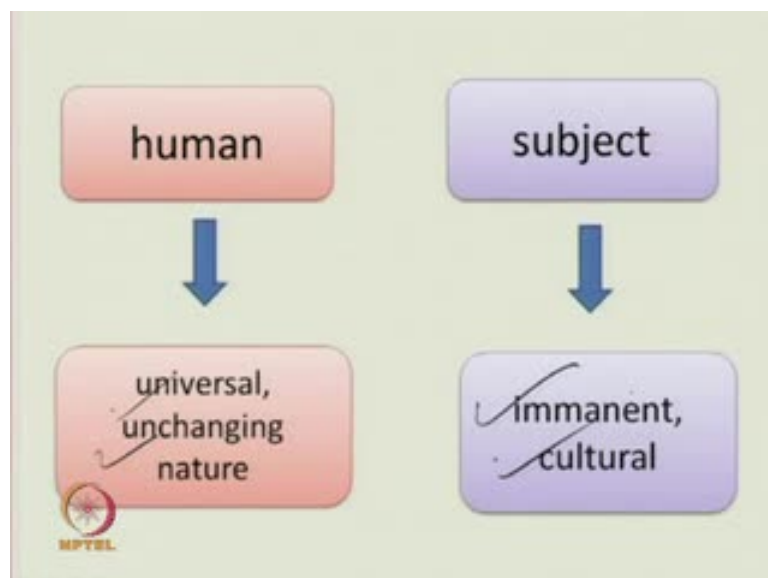 human
subject
universal,
unchanging
nature
immanent,
cultural
NPTEL